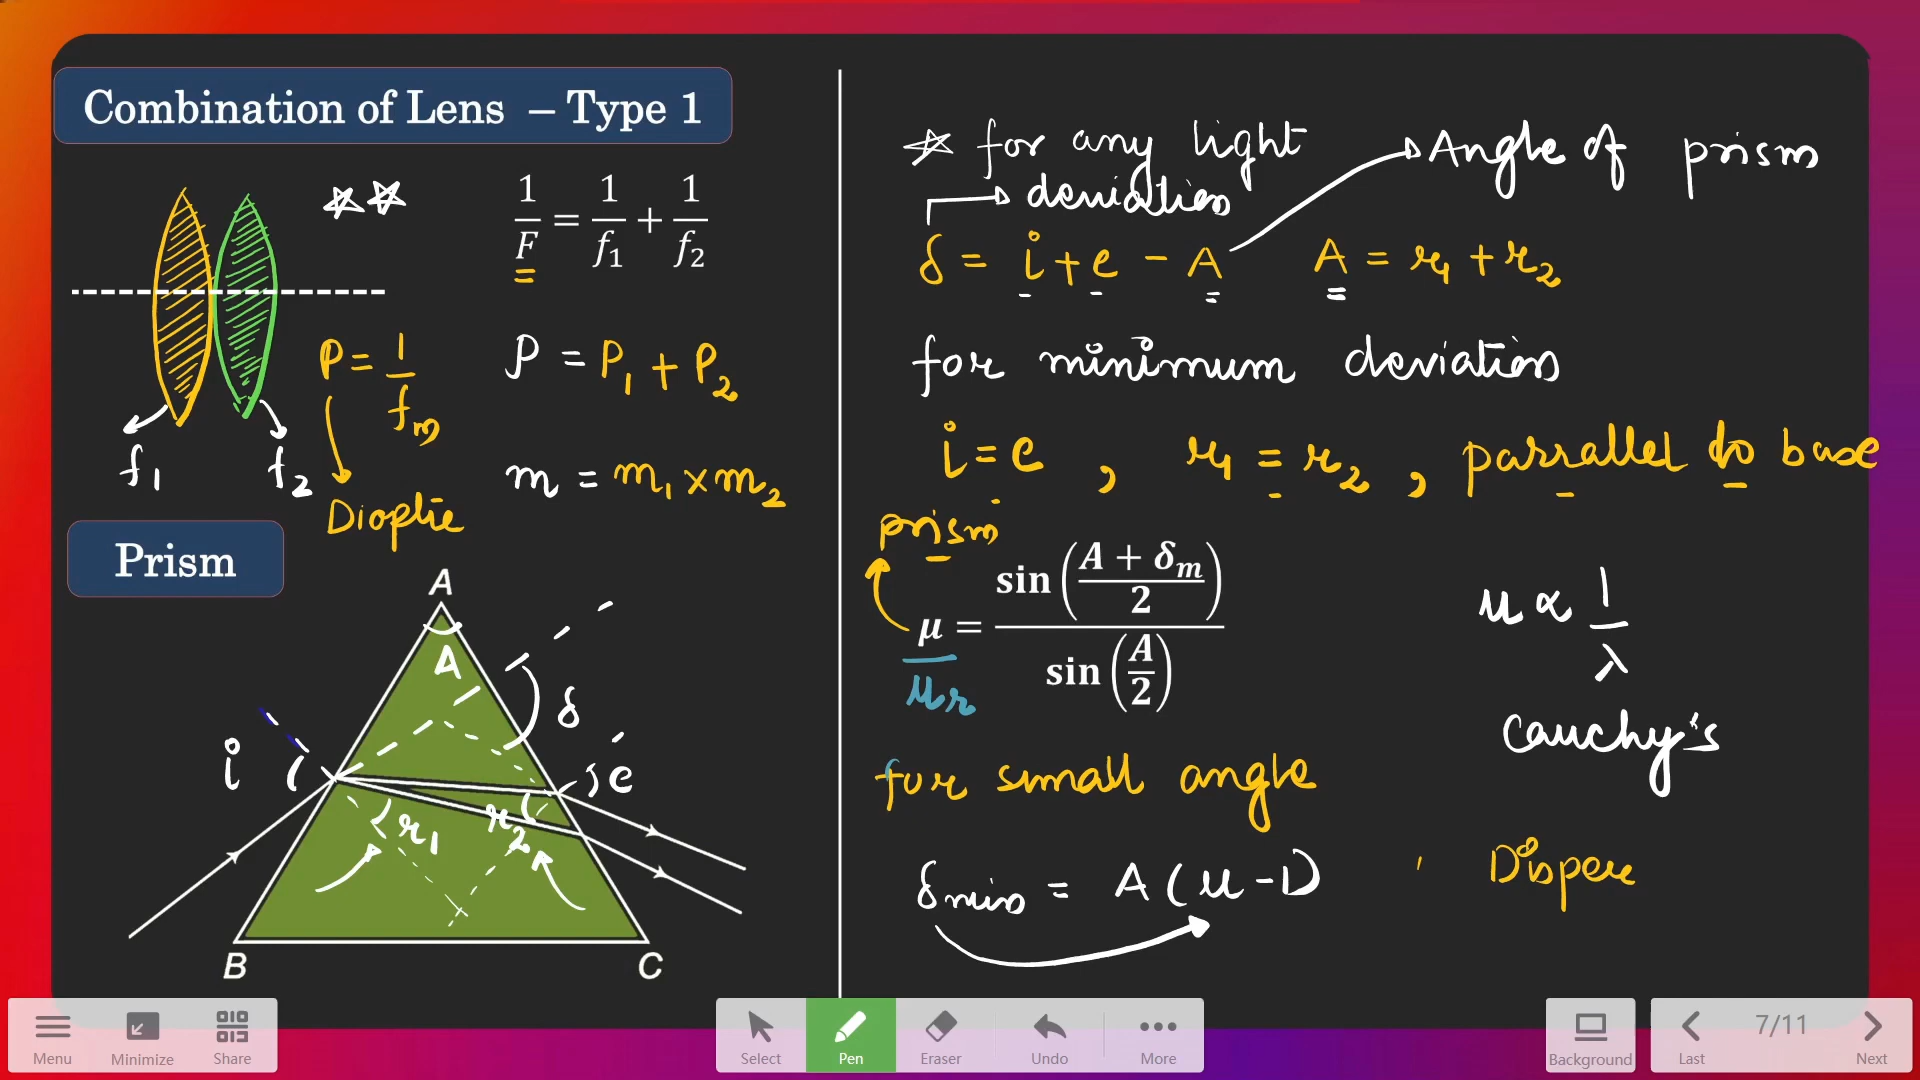 Combination of Lens – Type 1
1/F = 1/f₁ + 1/f₂
P = 1/fm
Dioptre
P = P₁ + P₂
m = m₁ × m₂
f₁
f₂
Prism
A
A
δ
i
e
r₁
r₂
B
C
for any light
deviation
Angle of prism
δ = i + e - A
A = r₁ + r₂
for minimum deviation
i = e , r₁ = r₂ , parrallel to base
prism
μ = sin((A + δm)/2) / sin(A/2)
μr
μ ∝ 1/λ
Cauchy's
for small angle
δmin = A(μ-1)
Menu
Minimize
Share
Select
Pen
Eraser
Undo
More
Background
Last
7/11
Next